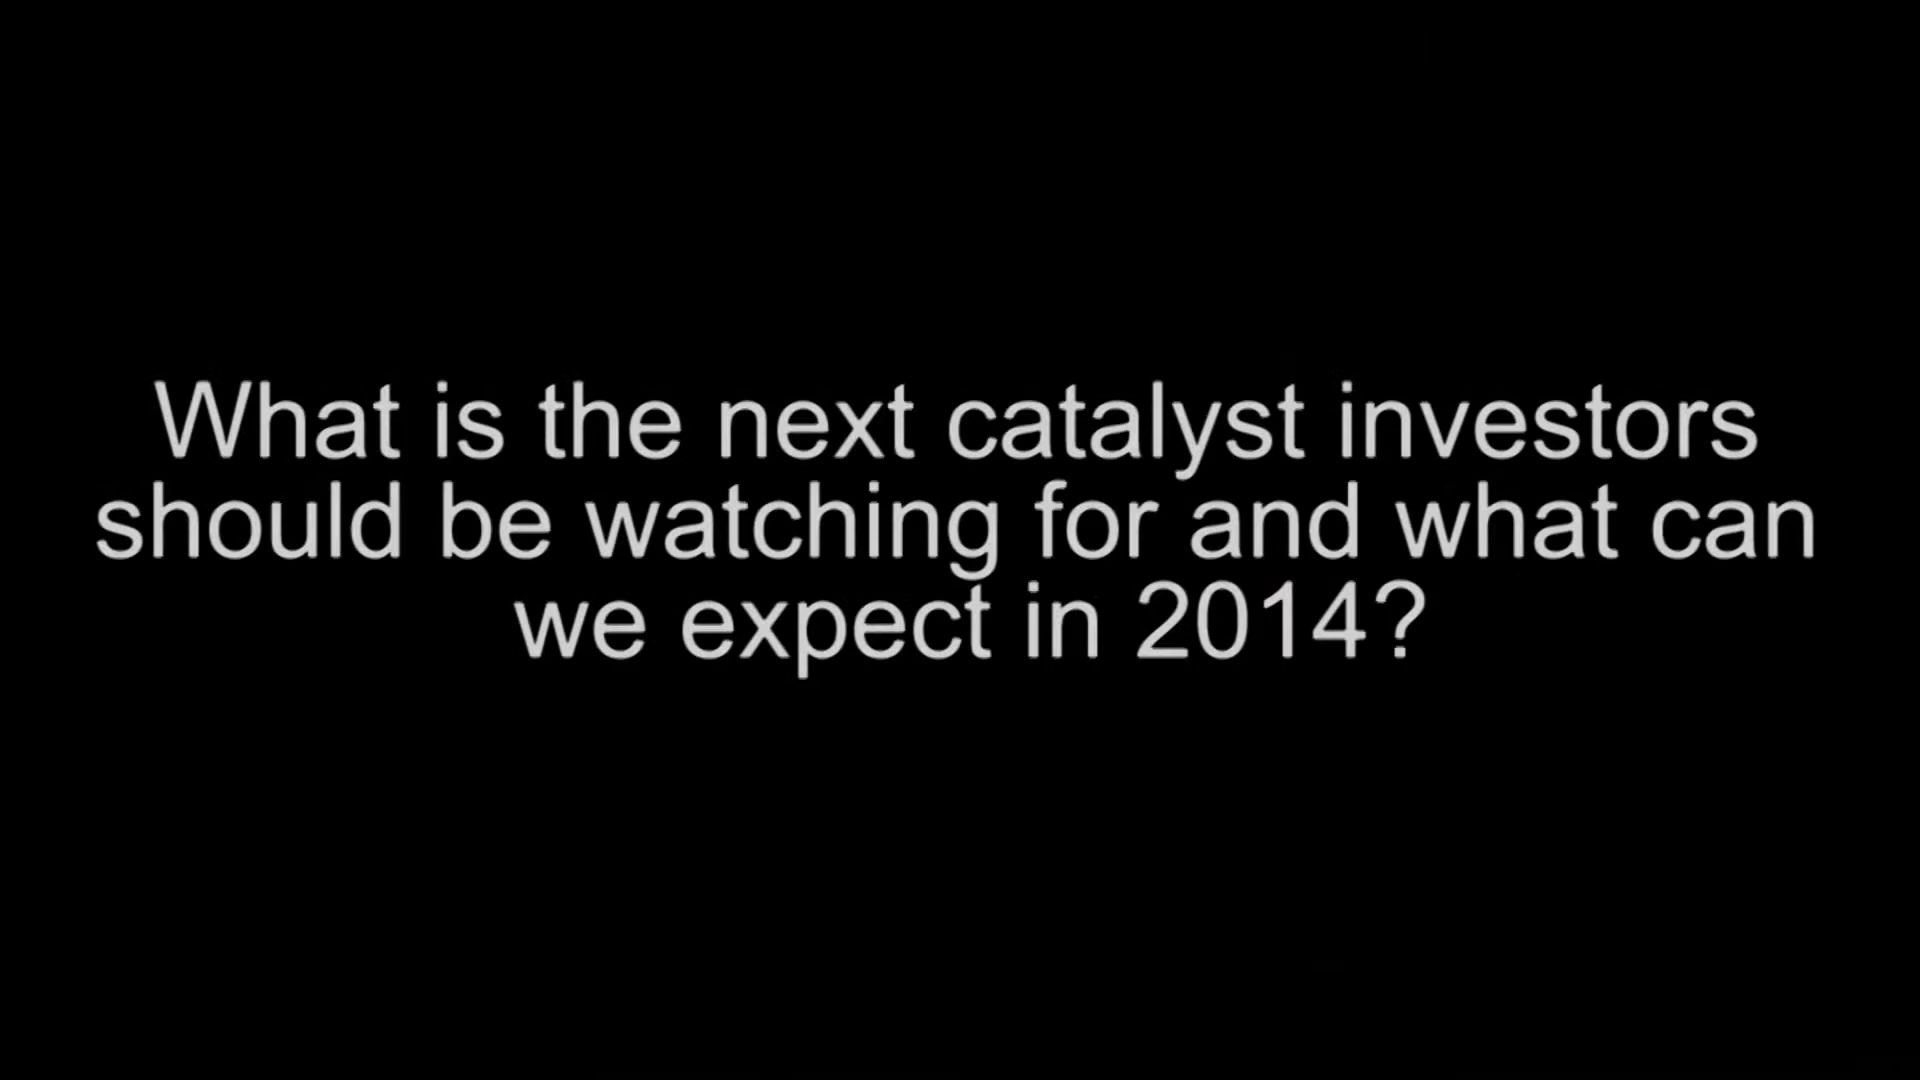 What is the next catalyst investors
should be watching for and what can
we expect in 2014?